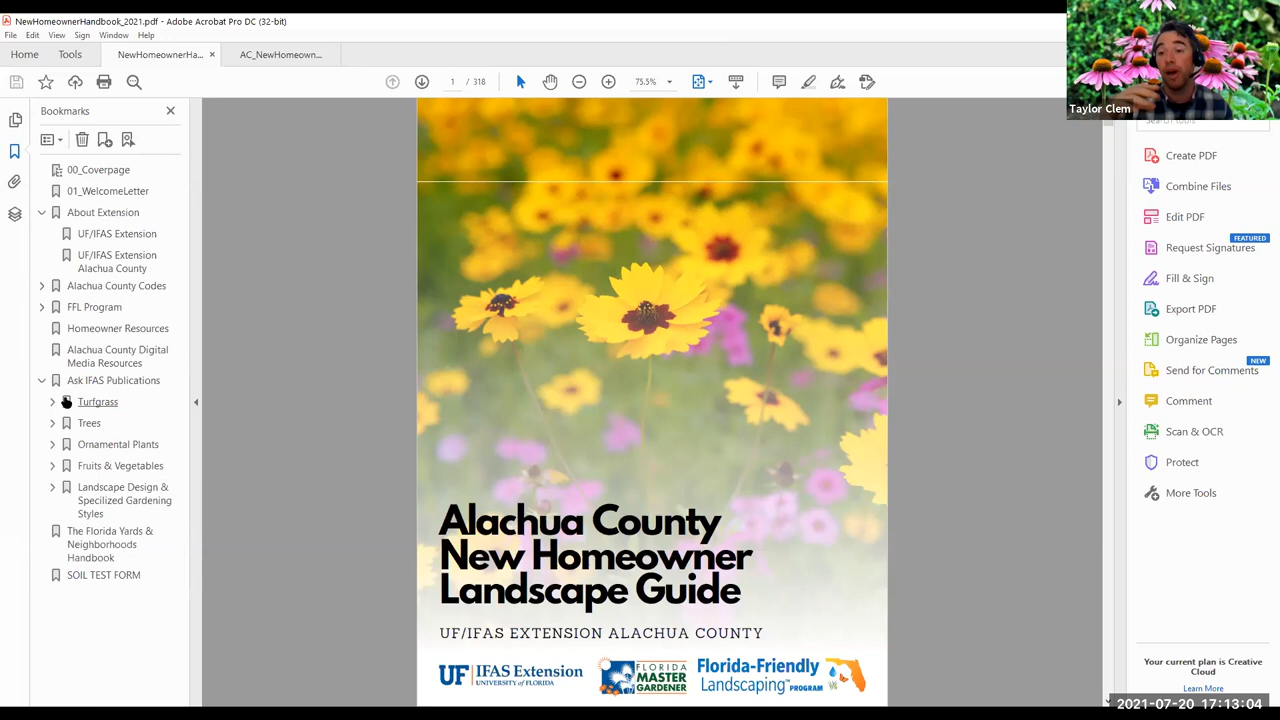 NewHomeownerHandbook_2021.pdf - Adobe Acrobat Pro DC (32-bit)
File Edit View Sign Window Help
Home Tools NewHomeownerHa... × AC_NewHomeown...
1 / 318 75.5%
Taylor Clem
Bookmarks
00_Coverpage
01_WelcomeLetter
About Extension
UF/IFAS Extension
UF/IFAS Extension
Alachua County
Alachua County Codes
FFL Program
Homeowner Resources
Alachua County Digital
Media Resources
Ask IFAS Publications
Turfgrass
Trees
Ornamental Plants
Fruits & Vegetables
Landscape Design &
Specilized Gardening
Styles
The Florida Yards &
Neighborhoods
Handbook
SOIL TEST FORM
Alachua County
New Homeowner
Landscape Guide
UF/IFAS EXTENSION ALACHUA COUNTY
UF IFAS Extension
UNIVERSITY of FLORIDA
FLORIDA
MASTER
GARDENER
Florida-Friendly
Landscaping™ PROGRAM
Search tools
Create PDF
Combine Files
Edit PDF
FEATURED
Request Signatures
Fill & Sign
Export PDF
Organize Pages
NEW
Send for Comments
Comment
Scan & OCR
Protect
More Tools
Your current plan is Creative
Cloud
Learn More
2021-07-20 17:13:04